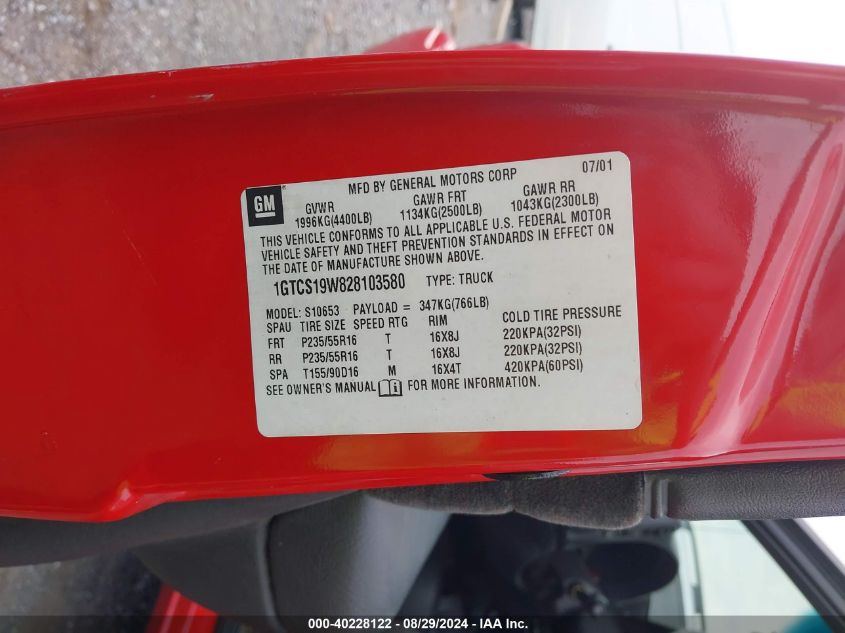 MFD BY GENERAL MOTORS CORP 07/01
GM
GVWR GAWR FRT GAWR RR
1996KG(4400LB) 1134KG(2500LB) 1043KG(2300LB)
THIS VEHICLE CONFORMS TO ALL APPLICABLE U.S. FEDERAL MOTOR
VEHICLE SAFETY AND THEFT PREVENTION STANDARDS IN EFFECT ON
THE DATE OF MANUFACTURE SHOWN ABOVE.
1GTCS19W828103580 TYPE: TRUCK
MODEL: S10653 PAYLOAD = 347KG(766LB)
SPAU TIRE SIZE SPEED RTG RIM COLD TIRE PRESSURE
FRT P235/55R16 T 16X8J 220KPA(32PSI)
RR P235/55R16 T 16X8J 220KPA(32PSI)
SPA T155/90D16 M 16X4T 420KPA(60PSI)
SEE OWNER'S MANUAL i FOR MORE INFORMATION.
000-40228122 - 08/29/2024 - IAA Inc.